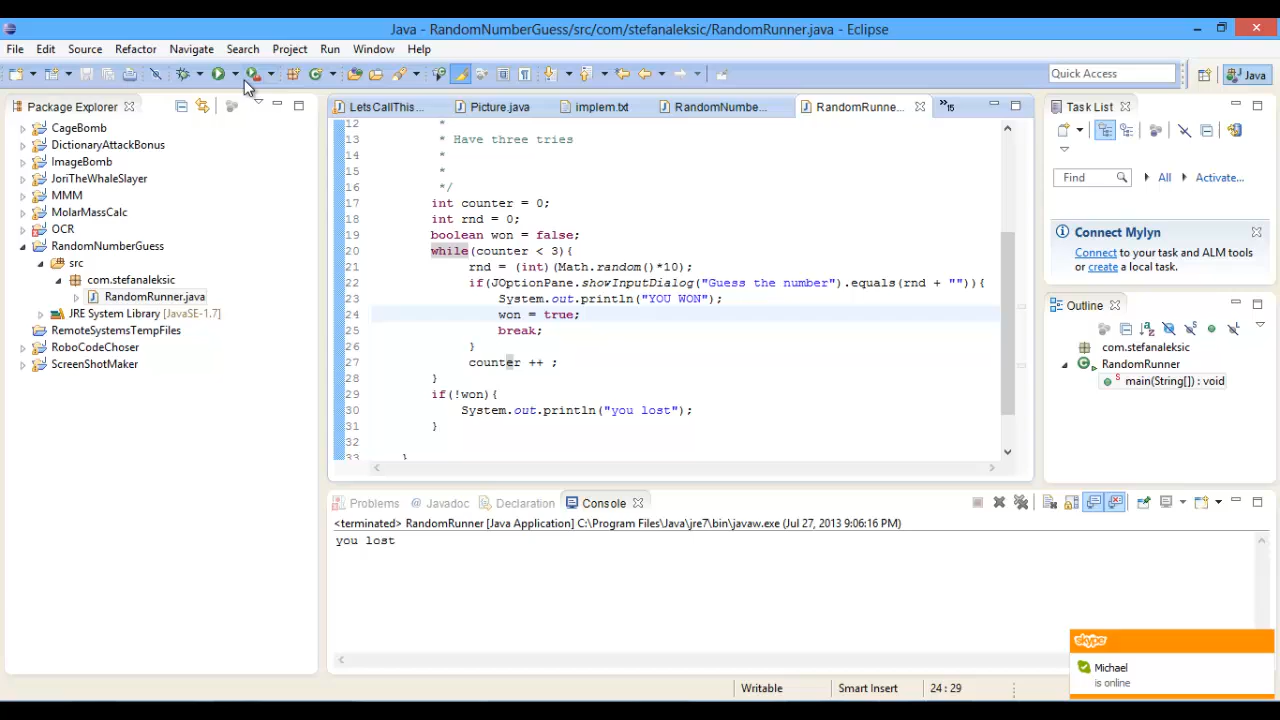 Java - RandomNumberGuess/src/com/stefanaleksic/RandomRunner.java - Eclipse
File Edit Source Refactor Navigate Search Project Run Window Help
Quick Access
Java
Package Explorer
CageBomb
DictionaryAttackBonus
ImageBomb
JoriTheWhaleSlayer
MMM
MolarMassCalc
OCR
RandomNumberGuess
src
com.stefanaleksic
RandomRunner.java
JRE System Library [JavaSE-1.7]
RemoteSystemsTempFiles
RoboCodeChoser
ScreenShotMaker
LetsCallThis... Picture.java implem.txt RandomNumbe... RandomRunne... »15
12 *
13 * Have three tries
14 *
15 *
16 */
17 int counter = 0;
18 int rnd = 0;
19 boolean won = false;
20 while(counter < 3){
21 rnd = (int)(Math.random()*10);
22 if(JOptionPane.showInputDialog("Guess the number").equals(rnd + "")){
23 System.out.println("YOU WON");
24 won = true;
25 break;
26 }
27 counter ++ ;
28 }
29 if(!won){
30 System.out.println("you lost");
31 }
32
33 }
Task List
Find All Activate...
Connect Mylyn
Connect to your task and ALM tools
or create a local task.
Outline
com.stefanaleksic
RandomRunner
main(String[]) : void
Problems @ Javadoc Declaration Console
<terminated> RandomRunner [Java Application] C:\Program Files\Java\jre7\bin\javaw.exe (Jul 27, 2013 9:06:16 PM)
you lost
skype
Michael
is online
Writable Smart Insert 24 : 29